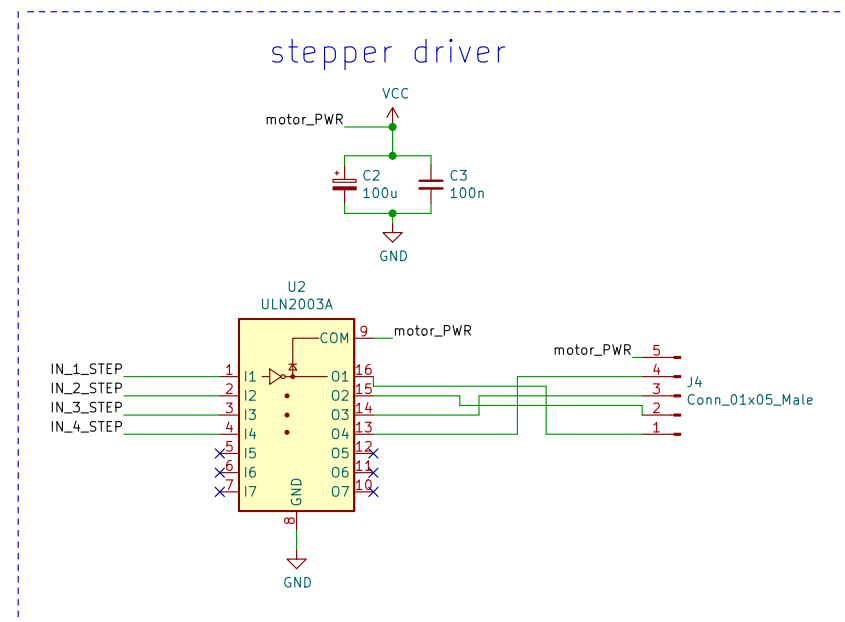 stepper driver
VCC
motor_PWR
+
C2
100u
C3
100n
GND
U2
ULN2003A
COM
9
motor_PWR
motor_PWR
5
IN_1_STEP
1
I1
O1
16
4
IN_2_STEP
2
I2
O2
15
3
J4
Conn_01x05_Male
IN_3_STEP
3
I3
O3
14
2
IN_4_STEP
4
I4
O4
13
1
5
I5
O5
12
6
I6
O6
11
7
I7
O7
10
GND
8
GND